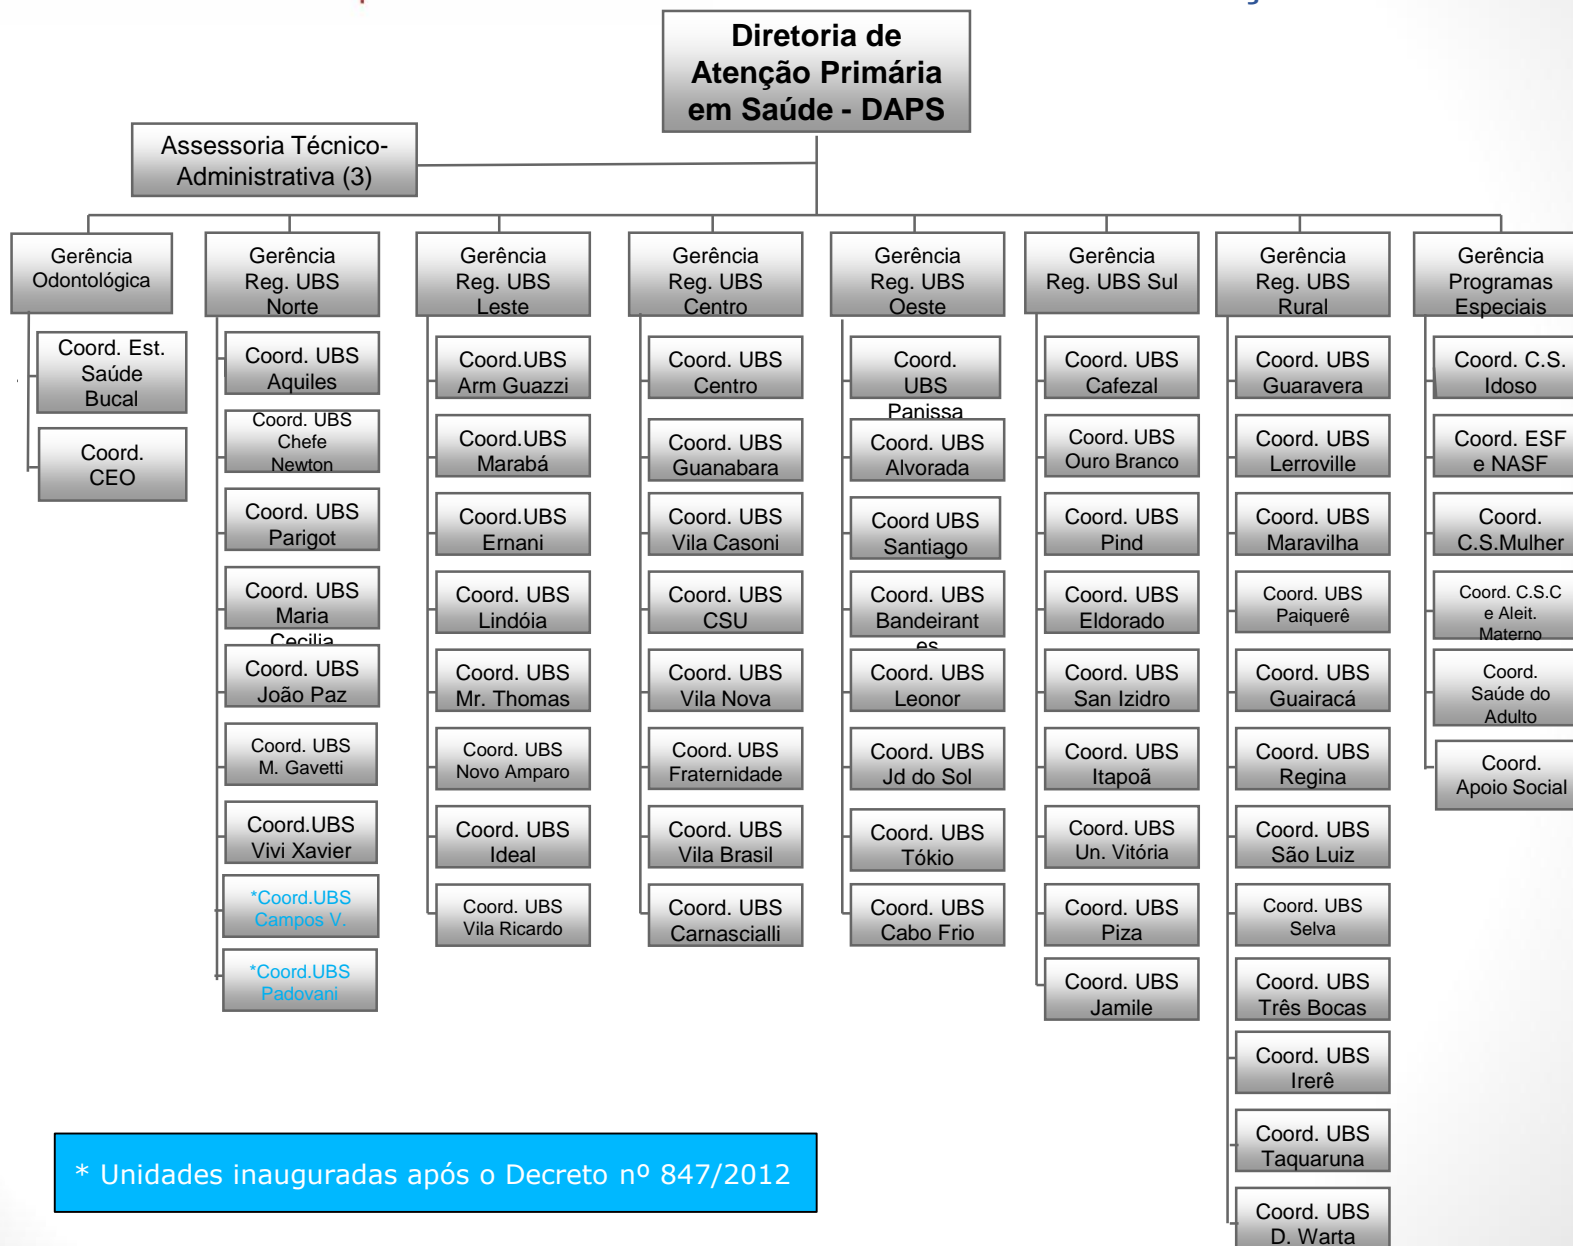 Diretoria de
Atenção Primária
em Saúde - DAPS
Assessoria Técnico-
Administrativa (3)
Gerência
Odontológica
Coord. Est.
Saúde
Bucal
Coord.
CEO
Gerência
Reg. UBS
Norte
Coord. UBS
Aquiles
Coord. UBS
Chefe
Newton
Coord. UBS
Parigot
Coord. UBS
Maria
Cecilia
Coord. UBS
João Paz
Coord. UBS
M. Gavetti
Coord.UBS
Vivi Xavier
*Coord.UBS
Campos V.
*Coord.UBS
Padovani
Gerência
Reg. UBS
Leste
Coord.UBS
Arm Guazzi
Coord.UBS
Marabá
Coord.UBS
Ernani
Coord. UBS
Lindóia
Coord. UBS
Mr. Thomas
Coord. UBS
Novo Amparo
Coord. UBS
Ideal
Coord. UBS
Vila Ricardo
Gerência
Reg. UBS
Centro
Coord. UBS
Centro
Coord. UBS
Guanabara
Coord. UBS
Vila Casoni
Coord. UBS
CSU
Coord. UBS
Vila Nova
Coord. UBS
Fraternidade
Coord. UBS
Vila Brasil
Coord. UBS
Carnascialli
Gerência
Reg. UBS
Oeste
Coord.
UBS
Panissa
Coord. UBS
Alvorada
Coord UBS
Santiago
Coord. UBS
Bandeirant
es
Coord. UBS
Leonor
Coord. UBS
Jd do Sol
Coord. UBS
Tókio
Coord. UBS
Cabo Frio
Gerência
Reg. UBS Sul
Coord. UBS
Cafezal
Coord. UBS
Ouro Branco
Coord. UBS
Pind
Coord. UBS
Eldorado
Coord. UBS
San Izidro
Coord. UBS
Itapoã
Coord. UBS
Un. Vitória
Coord. UBS
Piza
Coord. UBS
Jamile
Gerência
Reg. UBS
Rural
Coord. UBS
Guaravera
Coord. UBS
Lerroville
Coord. UBS
Maravilha
Coord. UBS
Paiquerê
Coord. UBS
Guairacá
Coord. UBS
Regina
Coord. UBS
São Luiz
Coord. UBS
Selva
Coord. UBS
Três Bocas
Coord. UBS
Irerê
Coord. UBS
Taquaruna
Coord. UBS
D. Warta
Gerência
Programas
Especiais
Coord. C.S.
Idoso
Coord. ESF
e NASF
Coord.
C.S.Mulher
Coord. C.S.C
e Aleit.
Materno
Coord.
Saúde do
Adulto
Coord.
Apoio Social
* Unidades inauguradas após o Decreto nº 847/2012